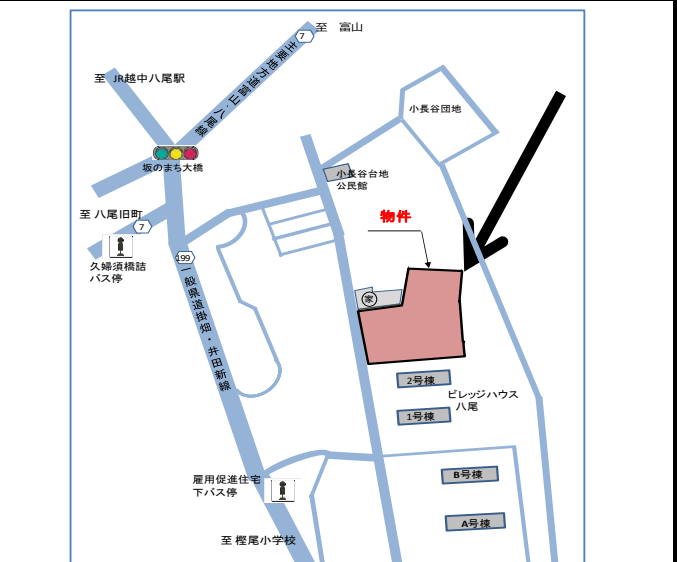 至　富山
7
主要地方道富山・八尾線
至　JR越中八尾駅
小長谷団地
坂のまち大橋
小長谷台地
公民館
至 八尾旧町
7
物件
久婦須橋詰
バス停
199
一般県道掛畑・井田新線
家
2号棟
ビレッジハウス
八尾
1号棟
雇用促進住宅
下バス停
B号棟
A号棟
至 樫尾小学校